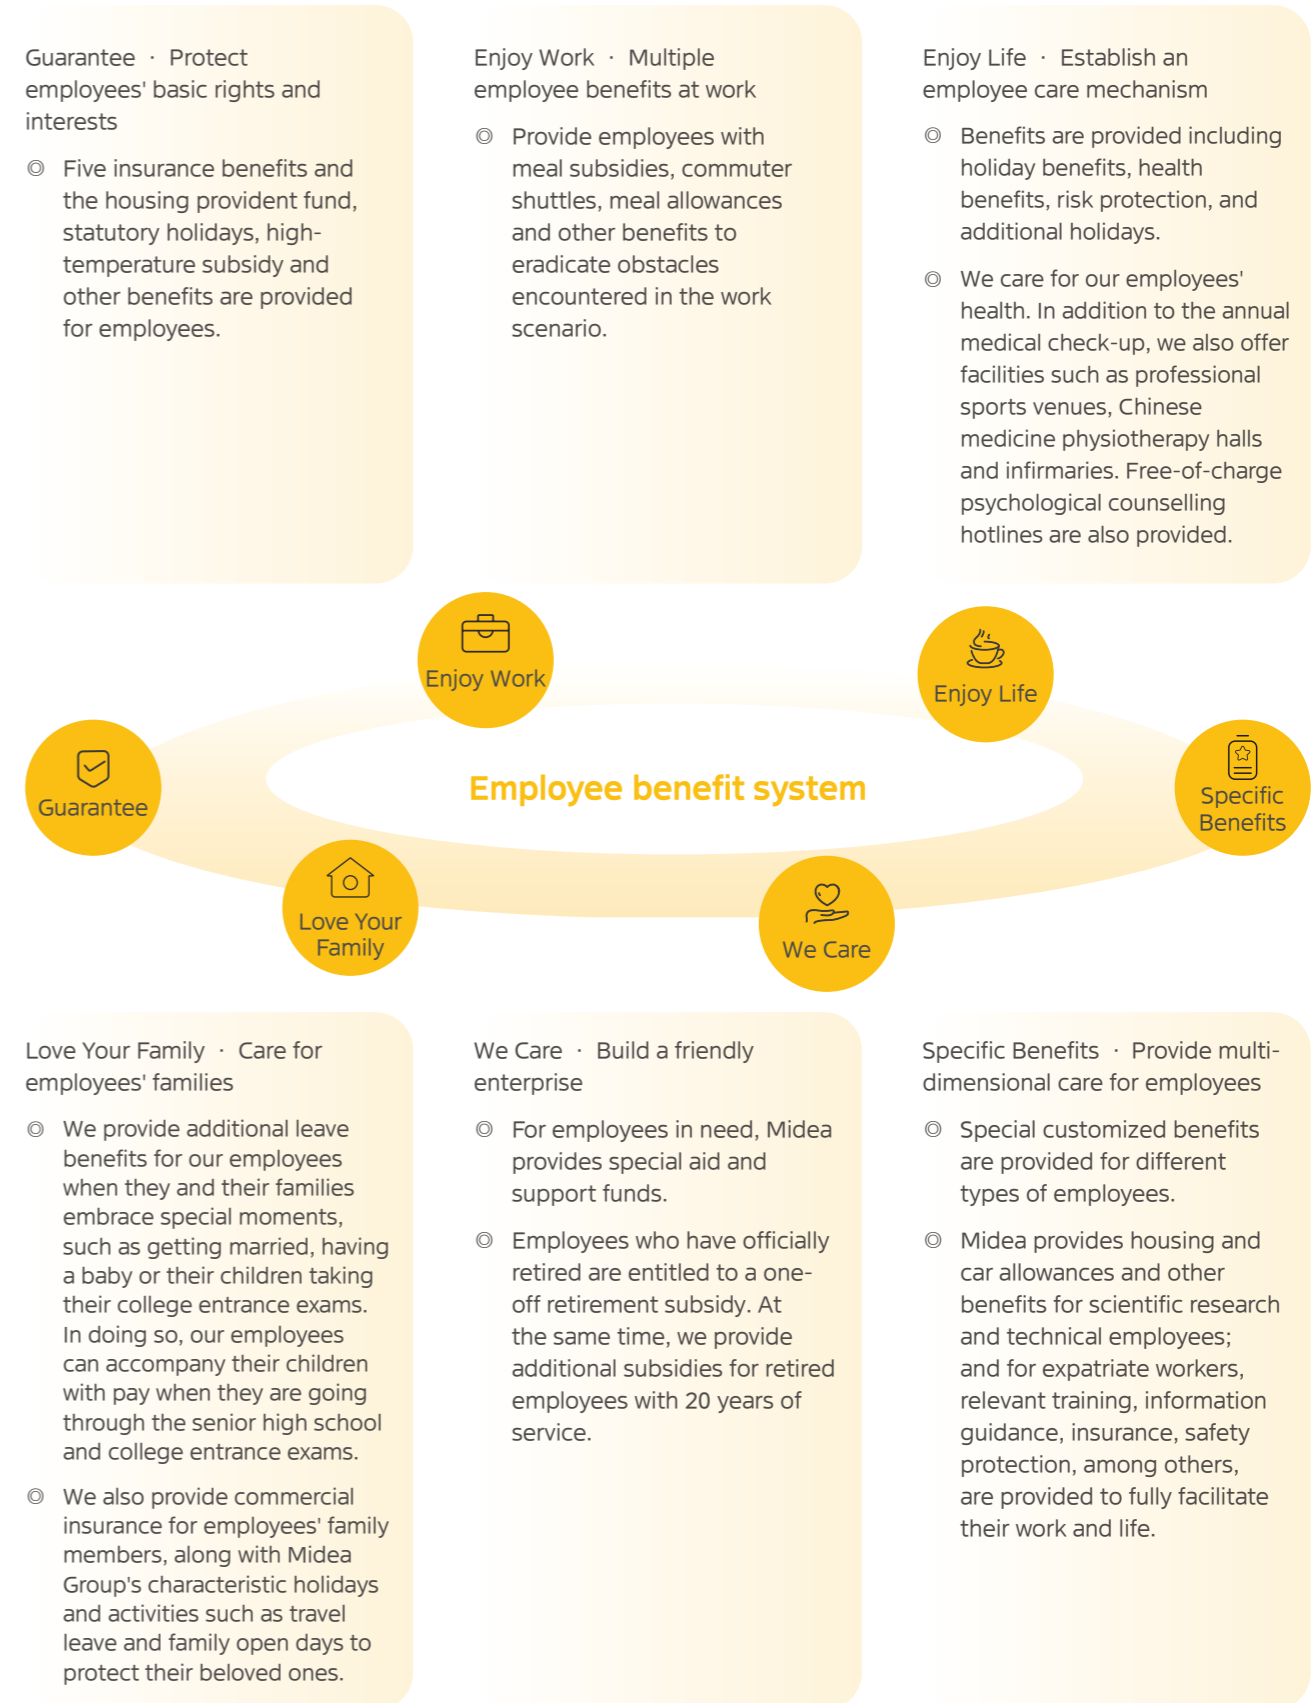 Guarantee · Protect
employees' basic rights and
interests
◎ Five insurance benefits and
the housing provident fund,
statutory holidays, high-
temperature subsidy and
other benefits are provided
for employees.
Enjoy Work · Multiple
employee benefits at work
◎ Provide employees with
meal subsidies, commuter
shuttles, meal allowances
and other benefits to
eradicate obstacles
encountered in the work
scenario.
Enjoy Life · Establish an
employee care mechanism
◎ Benefits are provided including
holiday benefits, health
benefits, risk protection, and
additional holidays.
◎ We care for our employees'
health. In addition to the annual
medical check-up, we also offer
facilities such as professional
sports venues, Chinese
medicine physiotherapy halls
and infirmaries. Free-of-charge
psychological counselling
hotlines are also provided.
Enjoy Work
Enjoy Life
Guarantee
Employee benefit system
Specific
Benefits
Love Your
Family
We Care
Love Your Family · Care for
employees' families
◎ We provide additional leave
benefits for our employees
when they and their families
embrace special moments,
such as getting married, having
a baby or their children taking
their college entrance exams.
In doing so, our employees
can accompany their children
with pay when they are going
through the senior high school
and college entrance exams.
◎ We also provide commercial
insurance for employees' family
members, along with Midea
Group's characteristic holidays
and activities such as travel
leave and family open days to
protect their beloved ones.
We Care · Build a friendly
enterprise
◎ For employees in need, Midea
provides special aid and
support funds.
◎ Employees who have officially
retired are entitled to a one-
off retirement subsidy. At
the same time, we provide
additional subsidies for retired
employees with 20 years of
service.
Specific Benefits · Provide multi-
dimensional care for employees
◎ Special customized benefits
are provided for different
types of employees.
◎ Midea provides housing and
car allowances and other
benefits for scientific research
and technical employees;
and for expatriate workers,
relevant training, information
guidance, insurance, safety
protection, among others,
are provided to fully facilitate
their work and life.